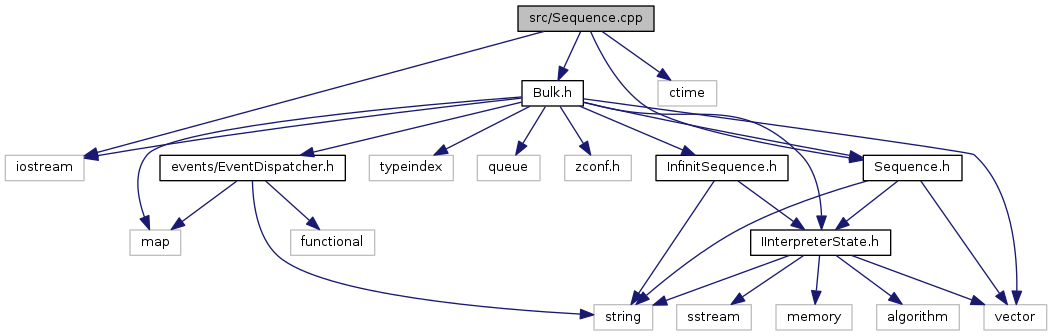 src/Sequence.cpp
Bulk.h
ctime
iostream
events/EventDispatcher.h
typeindex
queue
zconf.h
InfinitSequence.h
Sequence.h
map
functional
IInterpreterState.h
string
sstream
memory
algorithm
vector